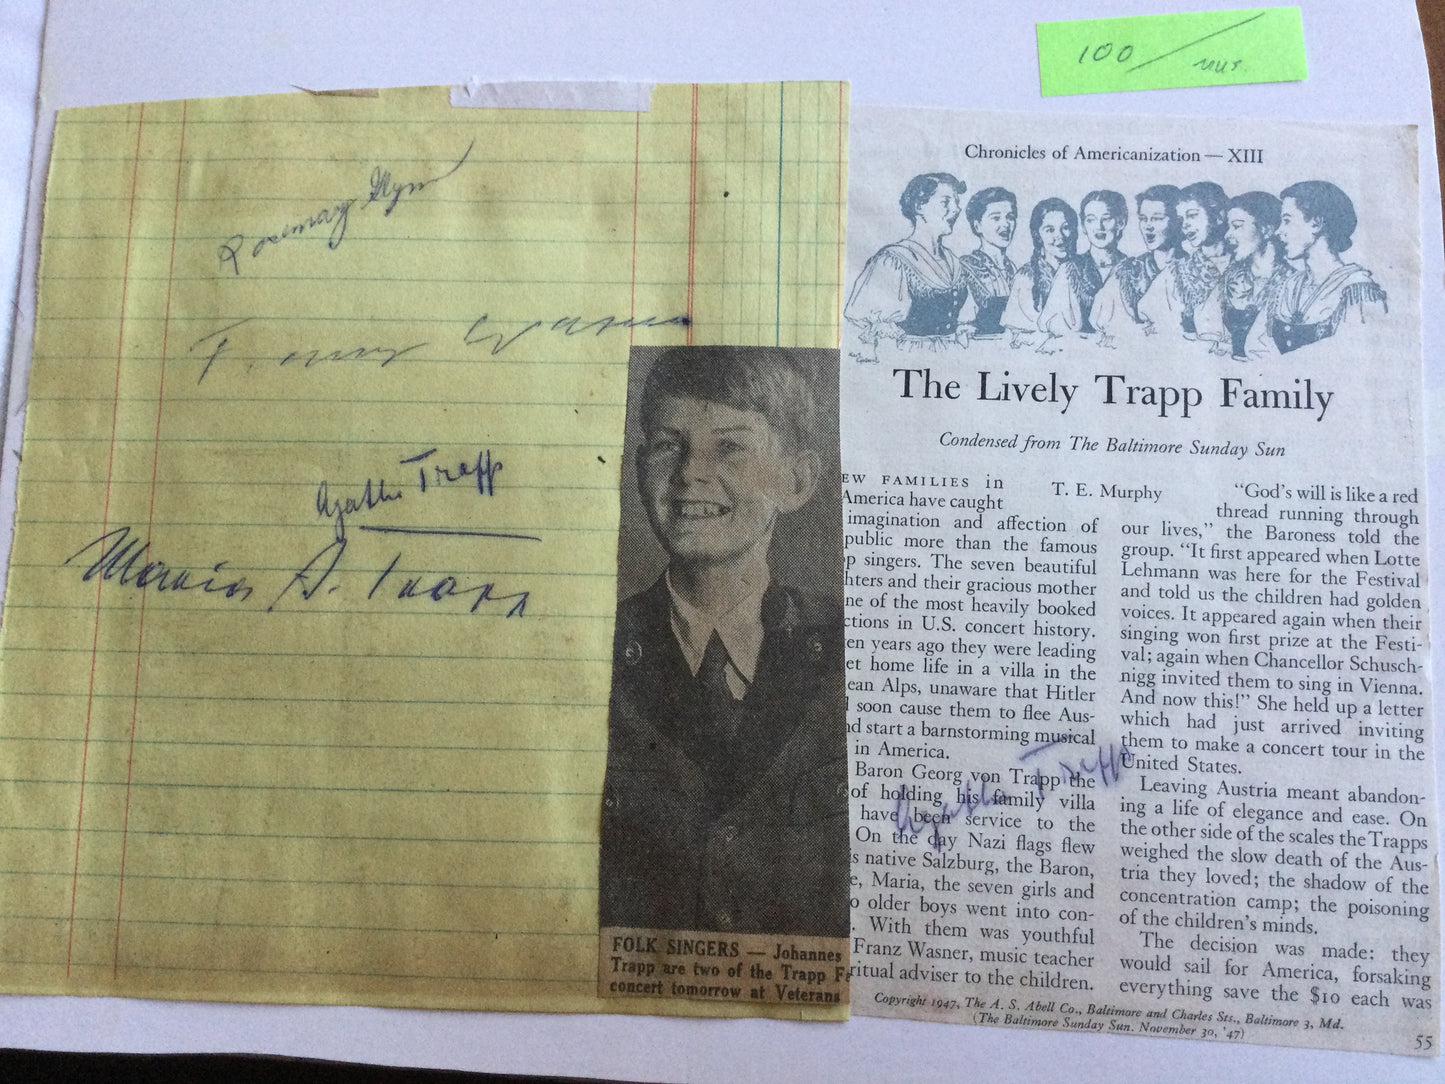 100/
Rosemary
Agathe Trapp
Maria A. Trapp
FOLK SINGERS — Johannes
Trapp are two of the Trapp F
concert tomorrow at Veterans
Chronicles of Americanization — XIII
The Lively Trapp Family
Condensed from The Baltimore Sunday Sun
T. E. Murphy
EW FAMILIES in
America have caught
imagination and affection of
public more than the famous
p singers. The seven beautiful
hters and their gracious mother
ne of the most heavily booked
ctions in U.S. concert history.
en years ago they were leading
et home life in a villa in the
ean Alps, unaware that Hitler
soon cause them to flee Aus-
nd start a barnstorming musical
in America.
Baron Georg von Trapp the
of holding his family villa
have been service to the
On the day Nazi flags flew
s native Salzburg, the Baron,
e, Maria, the seven girls and
o older boys went into con-
. With them was youthful
Franz Wasner, music teacher
ritual adviser to the children.
Agathe Trapp
"God's will is like a red
thread running through
our lives," the Baroness told the
group. "It first appeared when Lotte
Lehmann was here for the Festival
and told us the children had golden
voices. It appeared again when their
singing won first prize at the Festi-
val; again when Chancellor Schusch-
nigg invited them to sing in Vienna.
And now this!" She held up a letter
which had just arrived inviting
them to make a concert tour in the
United States.
Leaving Austria meant abandon-
ing a life of elegance and ease. On
the other side of the scales the Trapps
weighed the slow death of the Aus-
tria they loved; the shadow of the
concentration camp; the poisoning
of the children's minds.
The decision was made: they
would sail for America, forsaking
everything save the $10 each was
Copyright 1947, The A. S. Abell Co., Baltimore and Charles Sts., Baltimore 3, Md.
(The Baltimore Sunday Sun, November 30, '47)
55